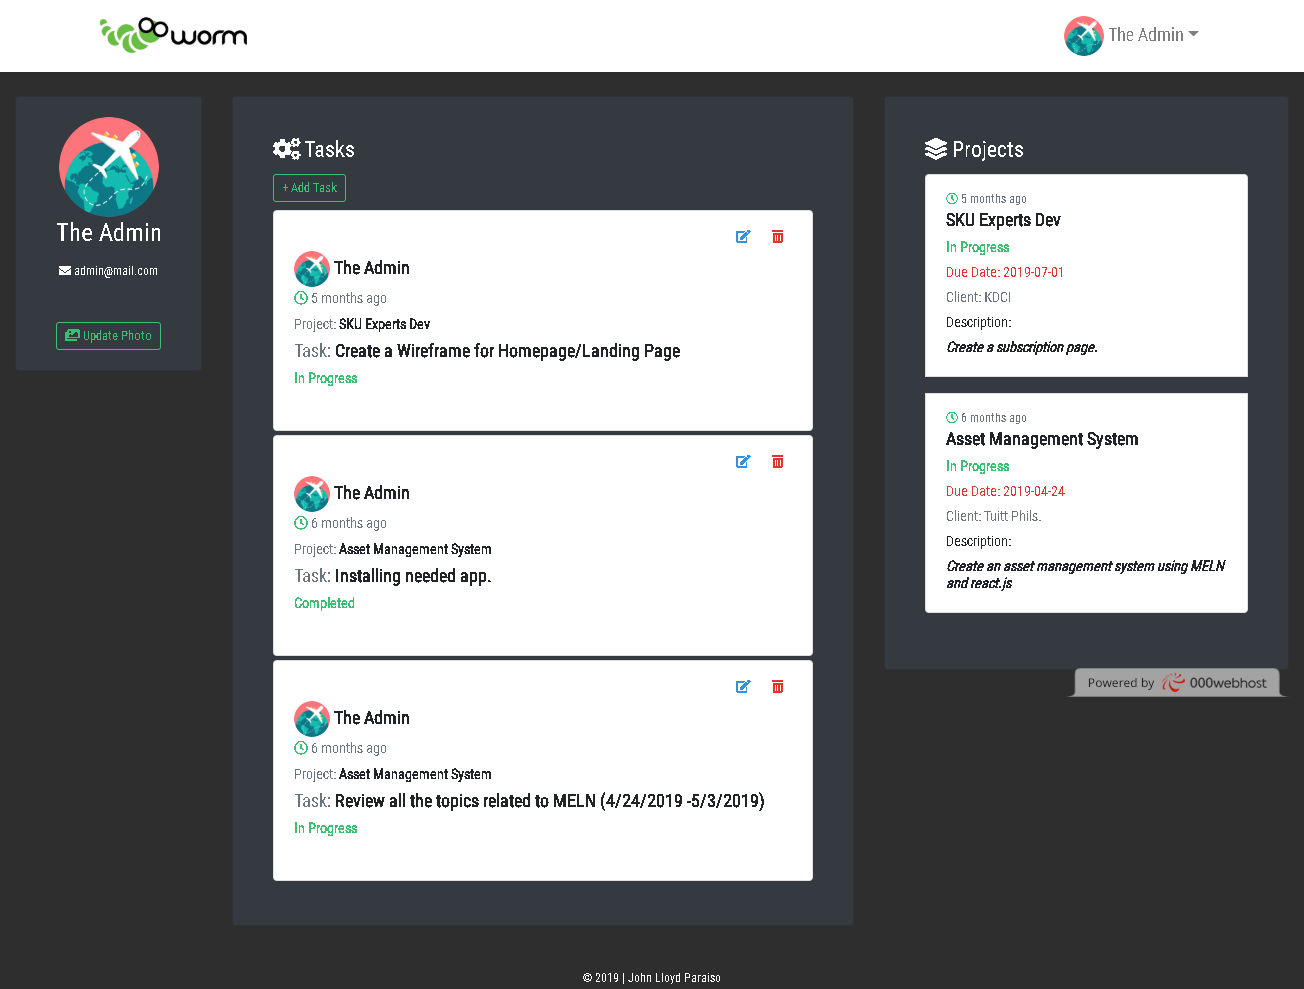 worm
The Admin
The Admin
admin@mail.com
Update Photo
Tasks
+ Add Task
The Admin
5 months ago
Project: SKU Experts Dev
Task: Create a Wireframe for Homepage/Landing Page
In Progress
The Admin
6 months ago
Project: Asset Management System
Task: Installing needed app.
Completed
The Admin
6 months ago
Project: Asset Management System
Task: Review all the topics related to MELN (4/24/2019 -5/3/2019)
In Progress
Projects
5 months ago
SKU Experts Dev
In Progress
Due Date: 2019-07-01
Client: KDCI
Description:
Create a subscription page.
6 months ago
Asset Management System
In Progress
Due Date: 2019-04-24
Client: Tuitt Phils.
Description:
Create an asset management system using MELN
and react.js
Powered by 000webhost
© 2019 | John Lloyd Paraiso